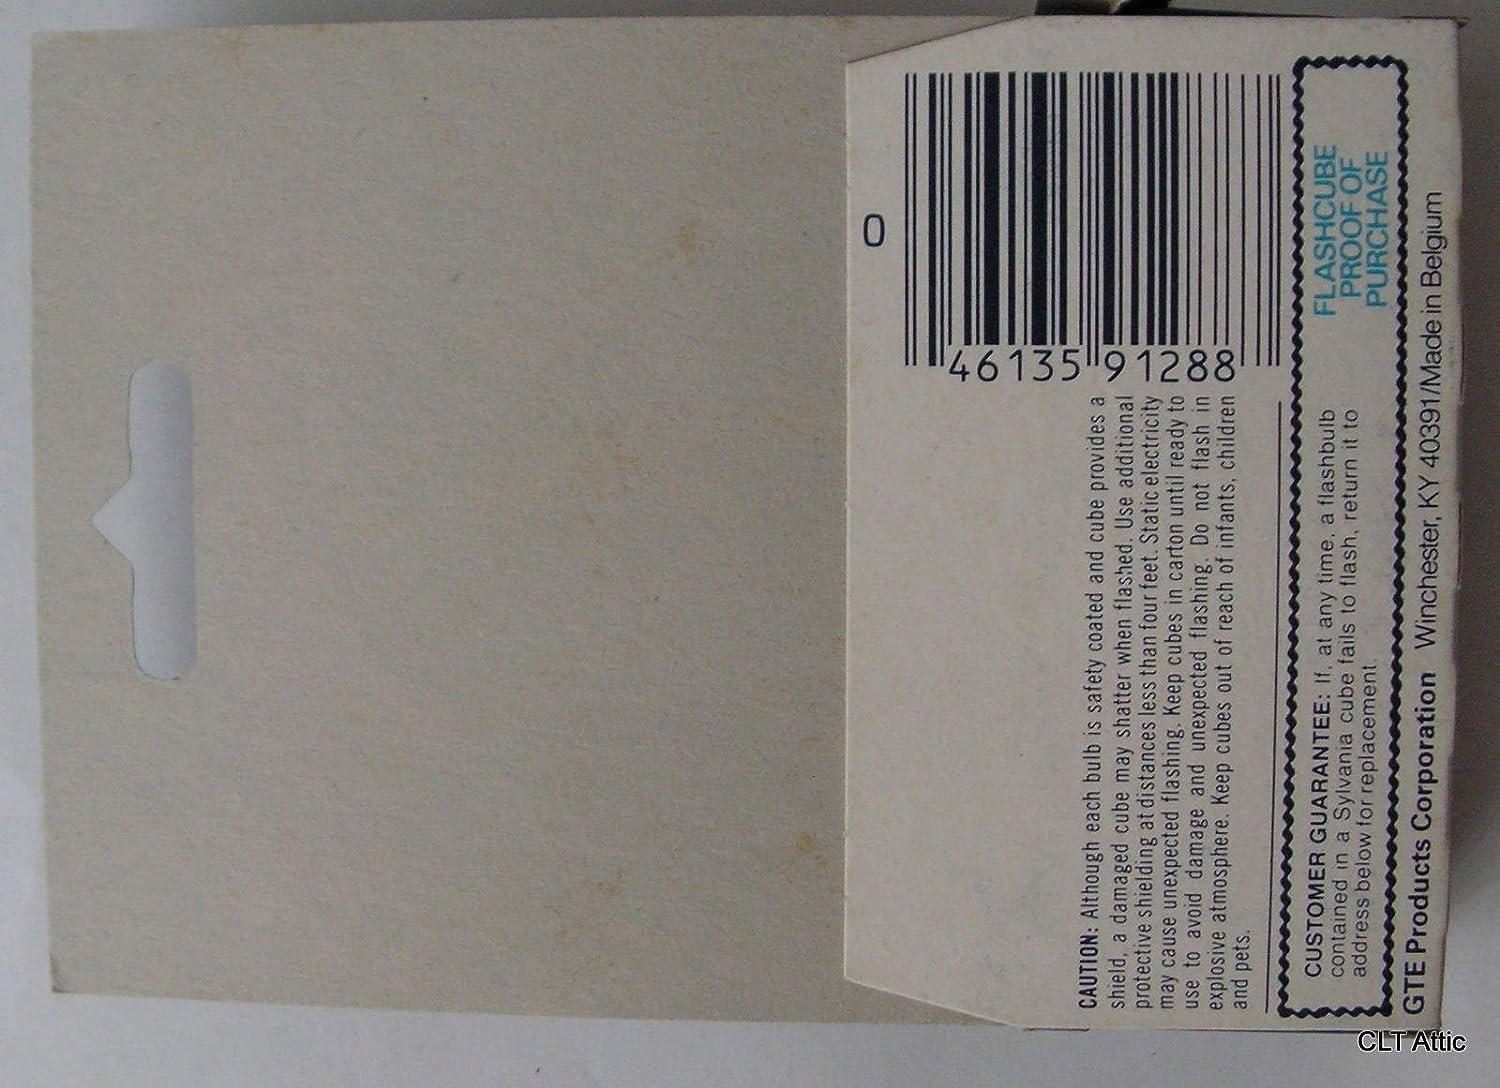 0
46135 91288
CAUTION: Although each bulb is safety coated and cube provides a
shield, a damaged cube may shatter when flashed. Use additional
protective shielding at distances less than four feet. Static electricity
may cause unexpected flashing. Keep cubes in carton until ready to
use to avoid damage and unexpected flashing. Do not flash in
explosive atmosphere. Keep cubes out of reach of infants, children
and pets.
CUSTOMER GUARANTEE: If, at any time, a flashbulb
contained in a Sylvania cube fails to flash, return it to
address below for replacement.
FLASHCUBE
PROOF OF
PURCHASE
GTE Products Corporation Winchester, KY 40391/Made in Belgium
CLT Attic